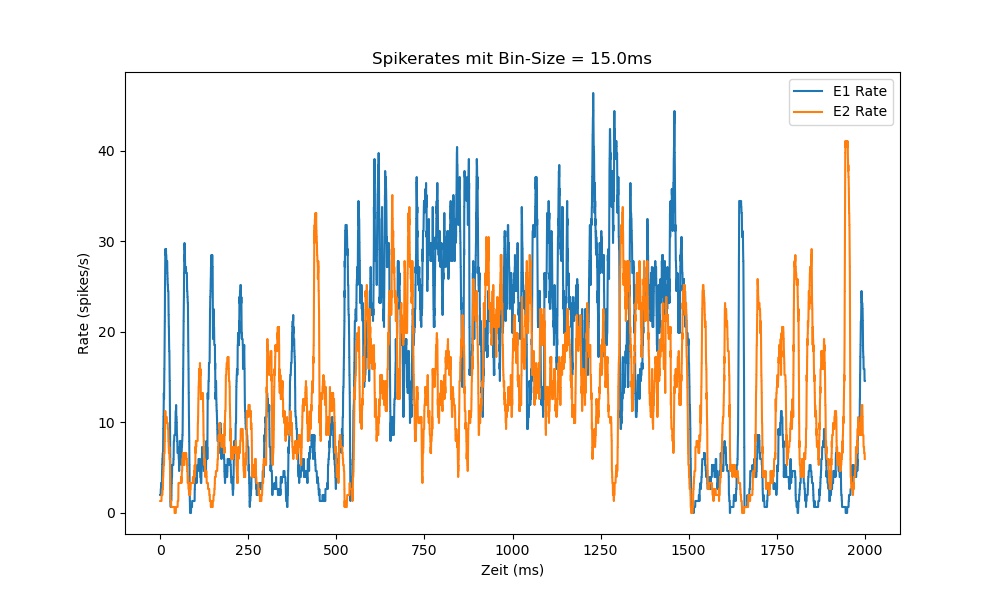 Spikerates mit Bin-Size = 15.0ms
E1 Rate
E2 Rate
Rate (spikes/s)
40
30
20
10
0
0 250 500 750 1000 1250 1500 1750 2000
Zeit (ms)